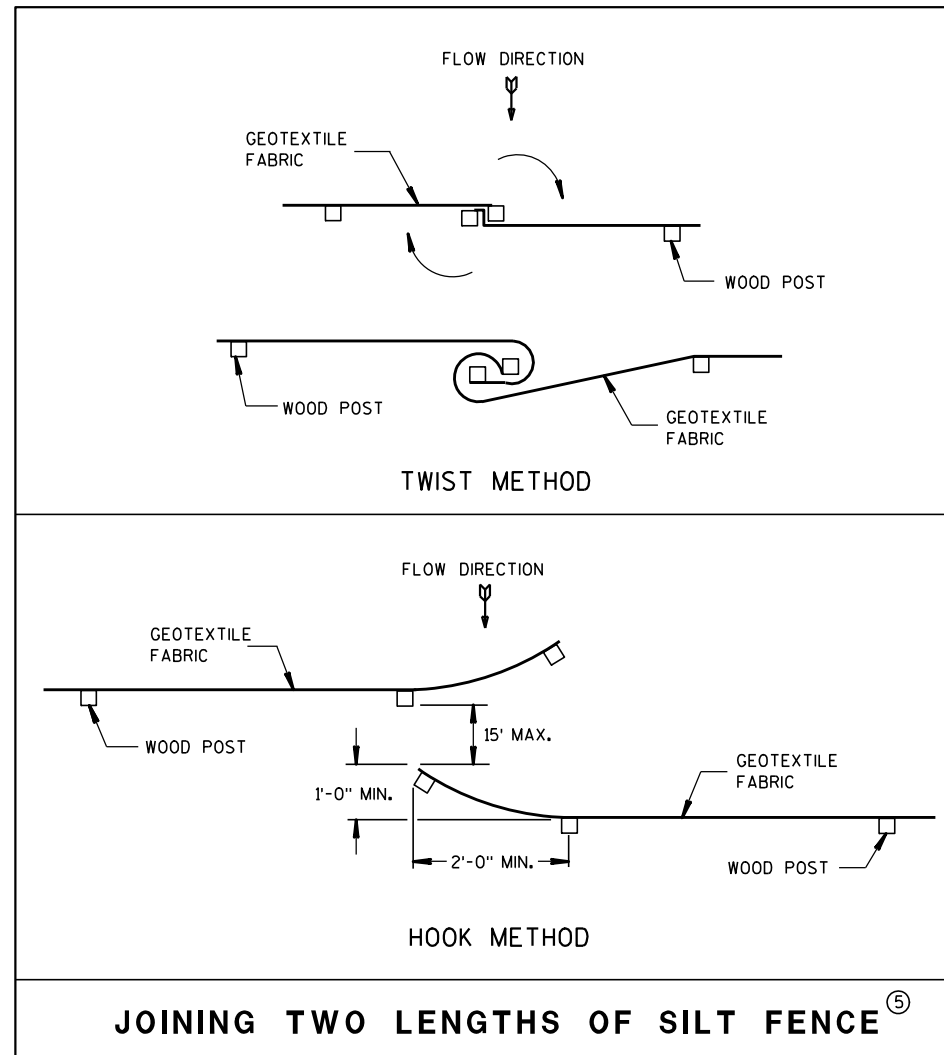 FLOW DIRECTION
GEOTEXTILE
FABRIC
WOOD POST
WOOD POST
GEOTEXTILE
FABRIC
TWIST METHOD
FLOW DIRECTION
GEOTEXTILE
FABRIC
WOOD POST
15' MAX.
1'-0" MIN.
GEOTEXTILE
FABRIC
2'-0" MIN.
WOOD POST
HOOK METHOD
JOINING TWO LENGTHS OF SILT FENCE ⑤